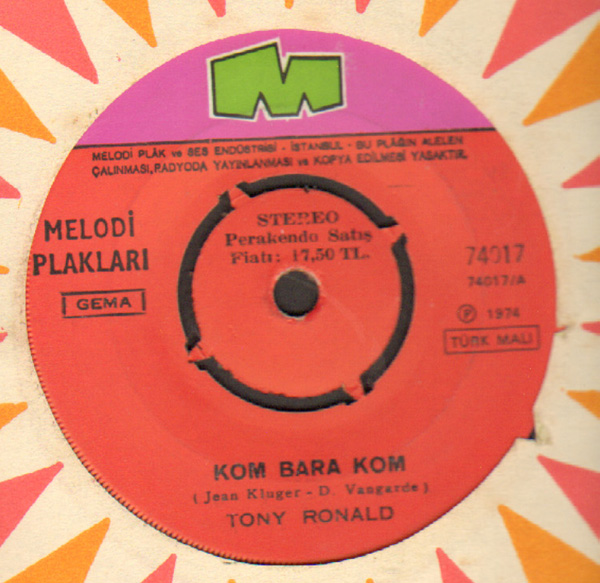 M
MELODİ PLÂK ve SES ENDÜSTRİSİ - İSTANBUL - BU PLÂĞIN ALELEN
ÇALINMASI, RADYODA YAYINLANMASI ve KOPYA EDİLMESİ YASAKTIR.
MELODİ
PLAKLARI
GEMA
STEREO
Perakende Satış
Fiatı: 17,50 TL.
74017
74017/A
℗ 1974
TÜRK MALI
KOM BARA KOM
(Jean Kluger - D. Vangarde)
TONY RONALD